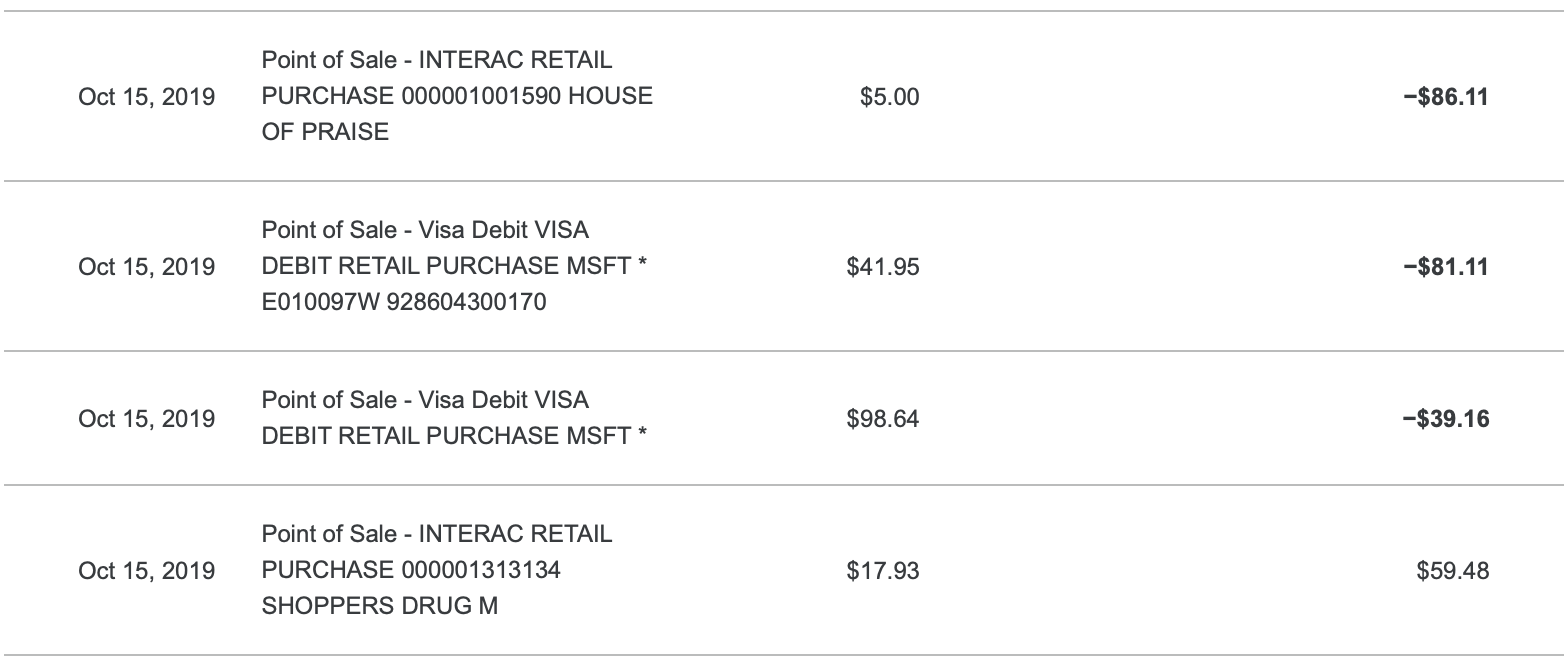 Point of Sale - INTERAC RETAIL
Oct 15, 2019 PURCHASE 000001001590 HOUSE $5.00 −$86.11
OF PRAISE
Point of Sale - Visa Debit VISA
Oct 15, 2019 DEBIT RETAIL PURCHASE MSFT * $41.95 −$81.11
E010097W 928604300170
Point of Sale - Visa Debit VISA
Oct 15, 2019 $98.64 −$39.16
DEBIT RETAIL PURCHASE MSFT *
Point of Sale - INTERAC RETAIL
Oct 15, 2019 PURCHASE 000001313134 $17.93 $59.48
SHOPPERS DRUG M